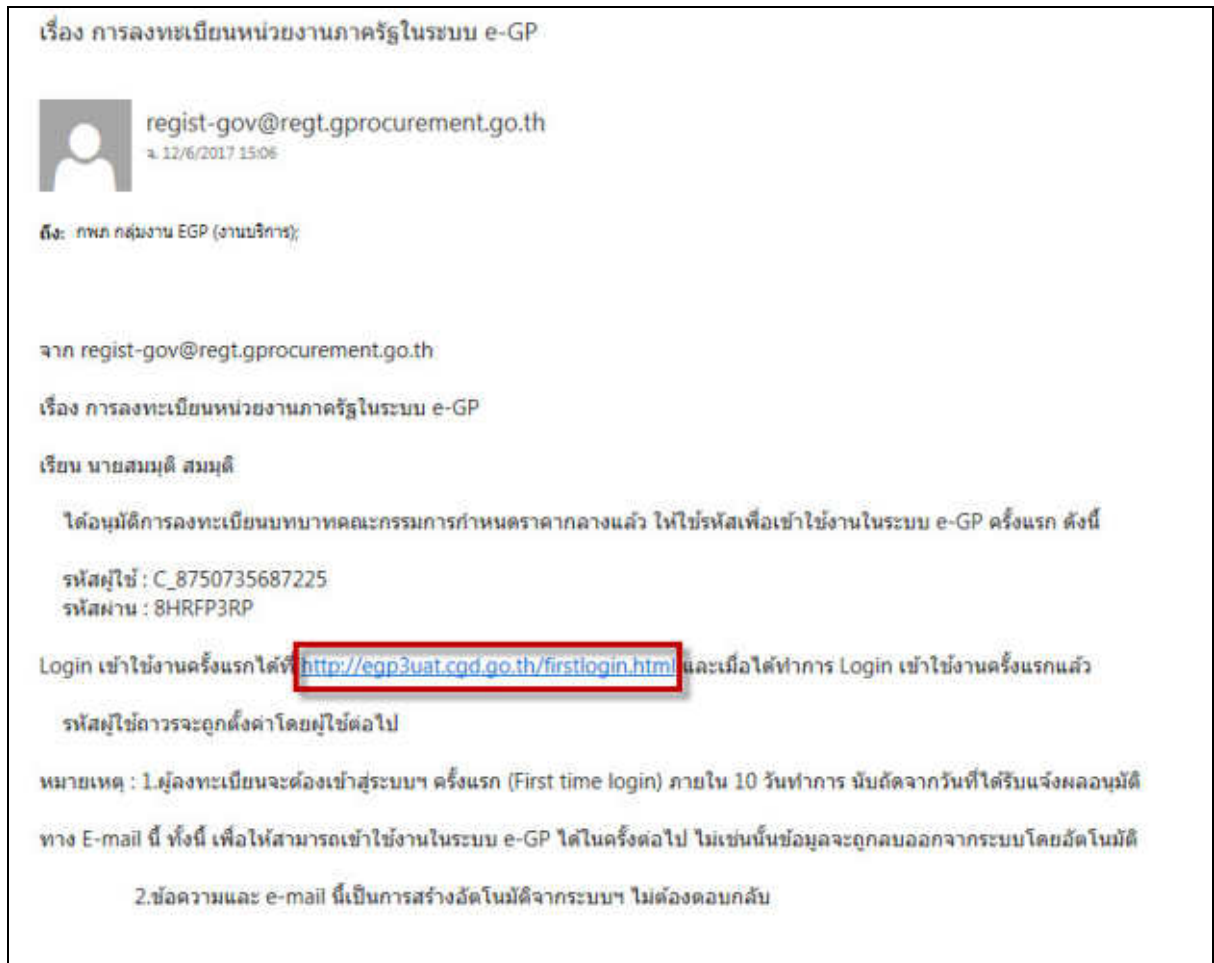 เรื่อง การลงทะเบียนหน่วยงานภาครัฐในระบบ e-GP
regist-gov@regt.gprocurement.go.th
จ. 12/6/2017 15:06
ถึง: กพภ กลุ่มงาน EGP (งานบริการ);
จาก regist-gov@regt.gprocurement.go.th
เรื่อง การลงทะเบียนหน่วยงานภาครัฐในระบบ e-GP
เรียน นายสมมุติ สมมุติ
ได้อนุมัติการลงทะเบียนบทบาทคณะกรรมการกำหนดราคากลางแล้ว ให้ใช้รหัสเพื่อเข้าใช้งานในระบบ e-GP ครั้งแรก ดังนี้
รหัสผู้ใช้ : C_8750735687225
รหัสผ่าน : 8HRFP3RP
Login เข้าใช้งานครั้งแรกได้ที่ http://egp3uat.cgd.go.th/firstlogin.html และเมื่อได้ทำการ Login เข้าใช้งานครั้งแรกแล้ว
รหัสผู้ใช้ถาวรจะถูกตั้งค่าโดยผู้ใช้ต่อไป
หมายเหตุ : 1.ผู้ลงทะเบียนจะต้องเข้าสู่ระบบฯ ครั้งแรก (First time login) ภายใน 10 วันทำการ นับถัดจากวันที่ได้รับแจ้งผลอนุมัติ
ทาง E-mail นี้ ทั้งนี้ เพื่อให้สามารถเข้าใช้งานในระบบ e-GP ได้ในครั้งต่อไป ไม่เช่นนั้นข้อมูลจะถูกลบออกจากระบบโดยอัตโนมัติ
2.ข้อความและ e-mail นี้เป็นการสร้างอัตโนมัติจากระบบฯ ไม่ต้องตอบกลับ